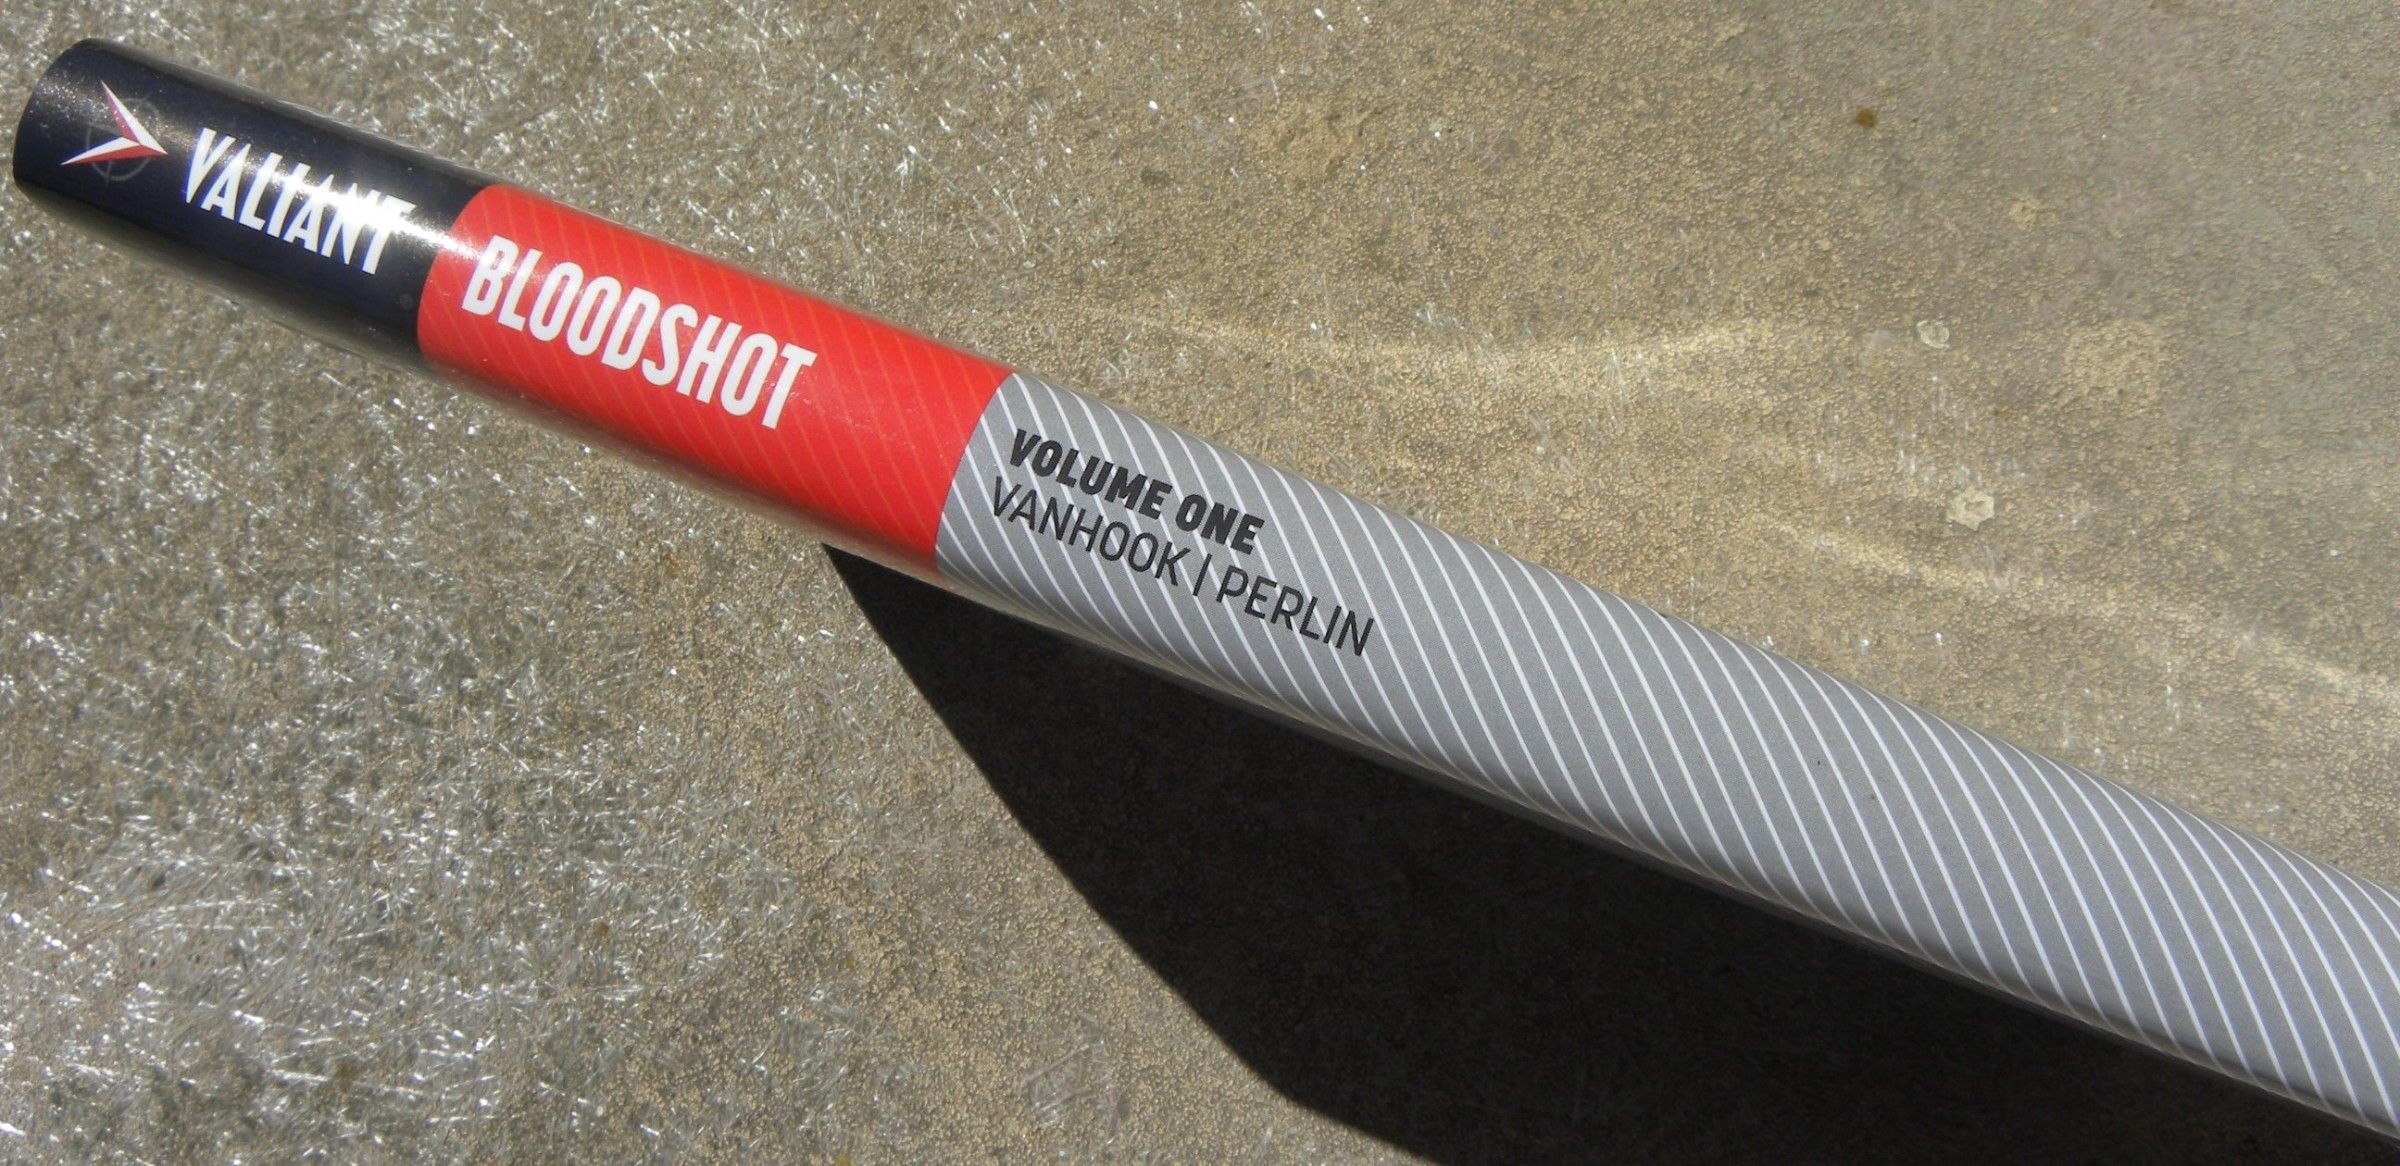 VALIANT
BLOODSHOT
VOLUME ONE
VANHOOK | PERLIN